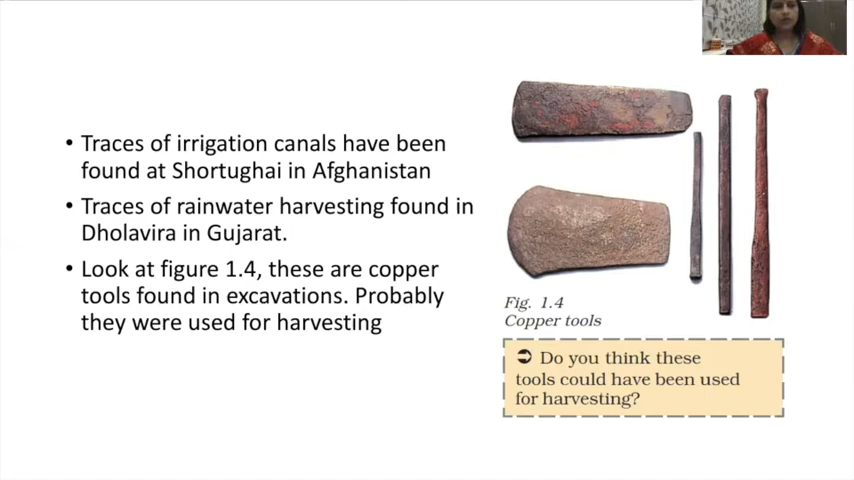 • Traces of irrigation canals have been
found at Shortughai in Afghanistan
• Traces of rainwater harvesting found in
Dholavira in Gujarat.
• Look at figure 1.4, these are copper
tools found in excavations. Probably
they were used for harvesting
Fig. 1.4
Copper tools
➲ Do you think these
tools could have been used
for harvesting?